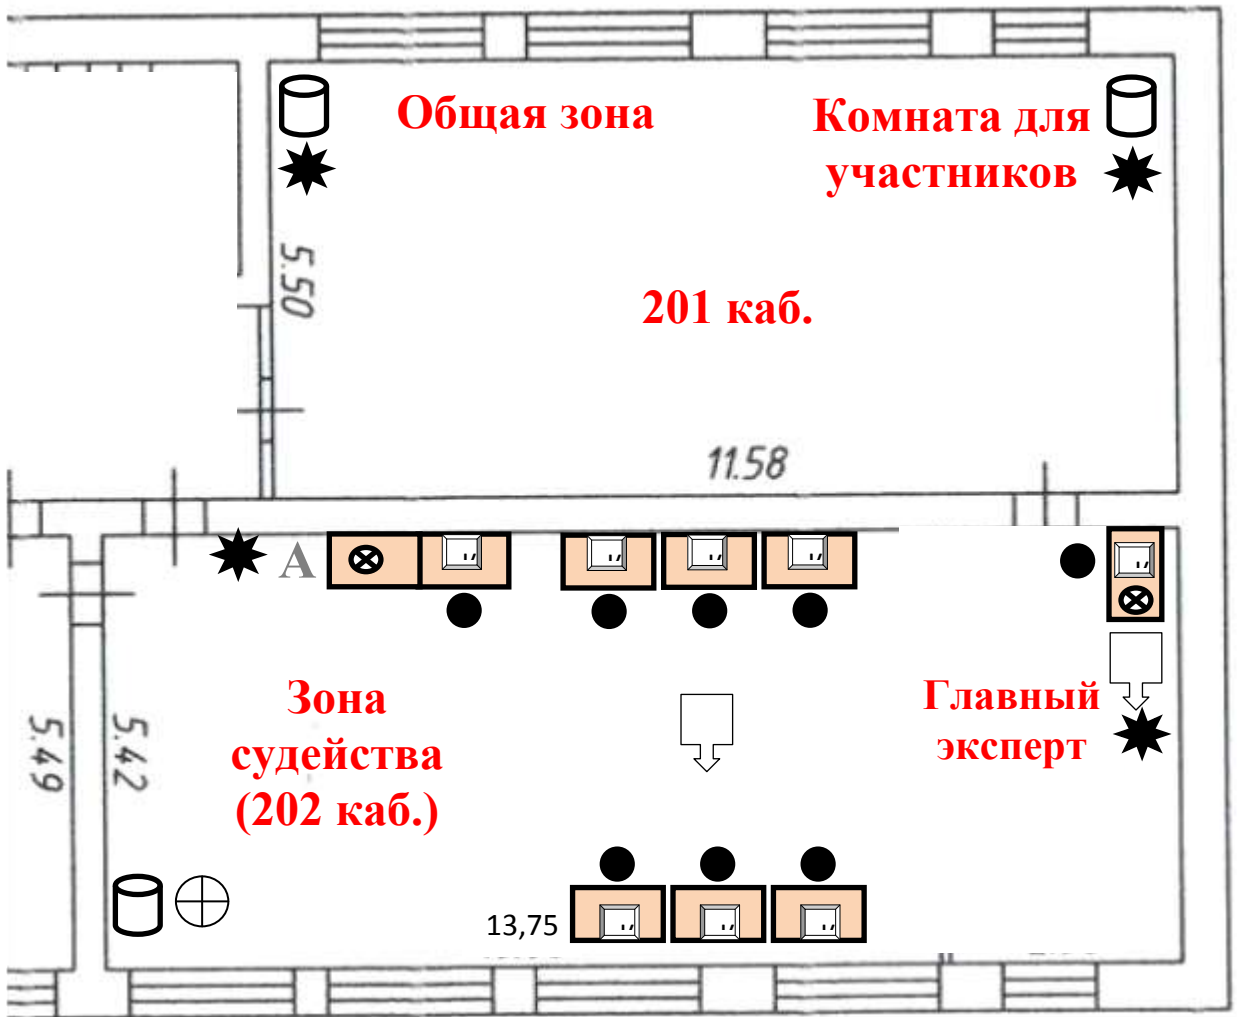 Общая зона
Комната для
участников
5.50
201 каб.
11.58
А
Зона
судейства
(202 каб.)
Главный
эксперт
5.49
5.42
13,75